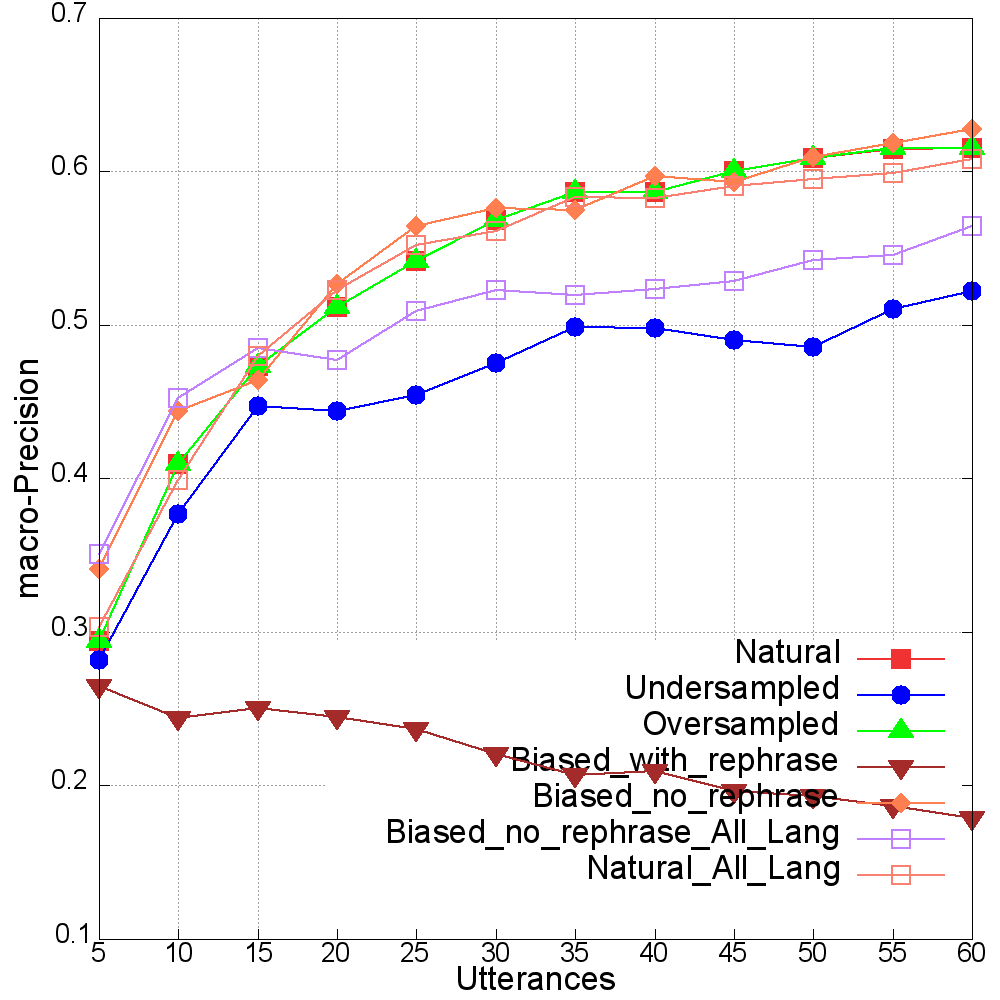 0.7
0.6
0.5
0.4
0.3
0.2
0.1
macro-Precision
Natural
Undersampled
Oversampled
Biased_with_rephrase
Biased_no_rephrase
Biased_no_rephrase_All_Lang
Natural_All_Lang
5 10 15 20 25 30 35 40 45 50 55 60
Utterances